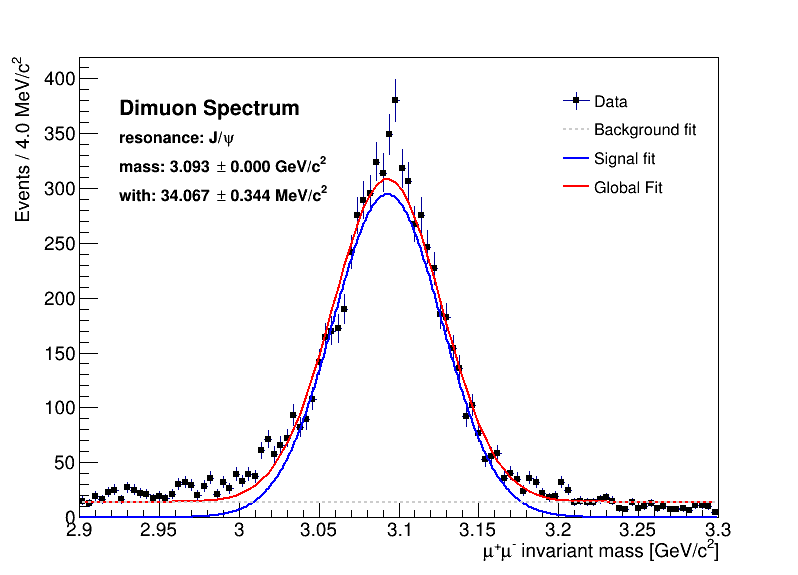 Events / 4.0 MeV/c²
400
350
300
250
200
150
100
50
0
Dimuon Spectrum
resonance: J/ψ
mass: 3.093 ± 0.000 GeV/c²
with: 34.067 ± 0.344 MeV/c²
Data
Background fit
Signal fit
Global Fit
2.9 2.95 3 3.05 3.1 3.15 3.2 3.25 3.3
μ⁺μ⁻ invariant mass [GeV/c²]